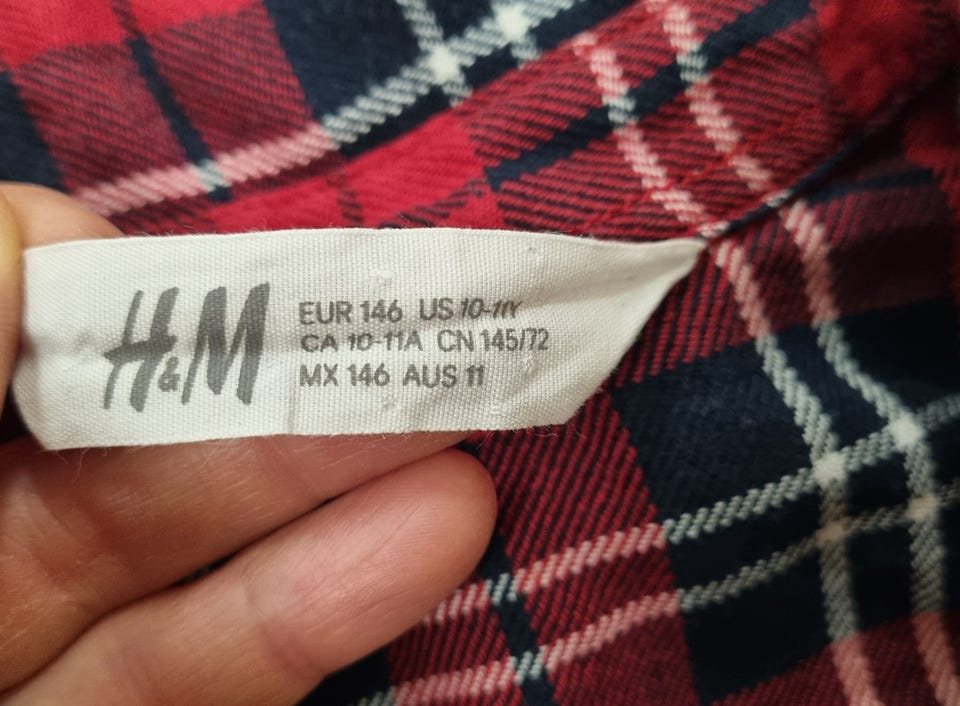 H&M
EUR 146 US 10-11Y
CA 10-11A CN 145/72
MX 146 AUS 11